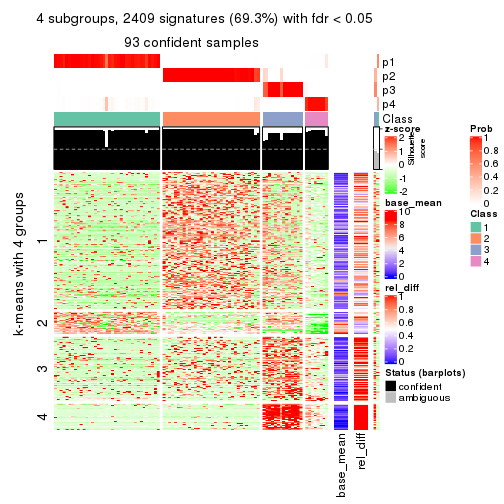 4 subgroups, 2409 signatures (69.3%) with fdr < 0.05
93 confident samples
p1
p2
p3
p4
Class
z-score
2
1
0
-1
-2
Silhouette
score
Prob
1
0.8
0.6
0.4
0.2
0
base_mean
10
8
6
4
2
0
Class
1
2
3
4
rel_diff
1
0.8
0.6
0.4
0.2
0
Status (barplots)
confident
ambiguous
k-means with 4 groups
1
2
3
4
base_mean
rel_diff